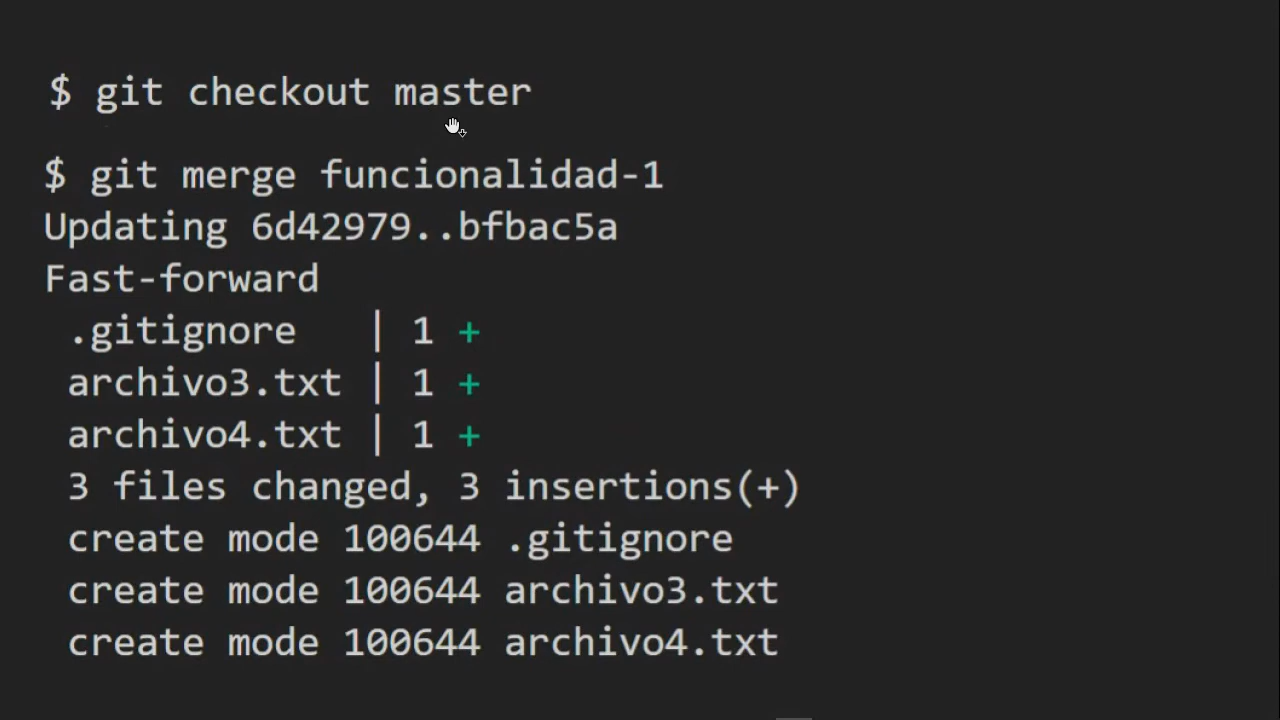 $ git checkout master
$ git merge funcionalidad-1
Updating 6d42979..bfbac5a
Fast-forward
.gitignore | 1 +
archivo3.txt | 1 +
archivo4.txt | 1 +
3 files changed, 3 insertions(+)
create mode 100644 .gitignore
create mode 100644 archivo3.txt
create mode 100644 archivo4.txt